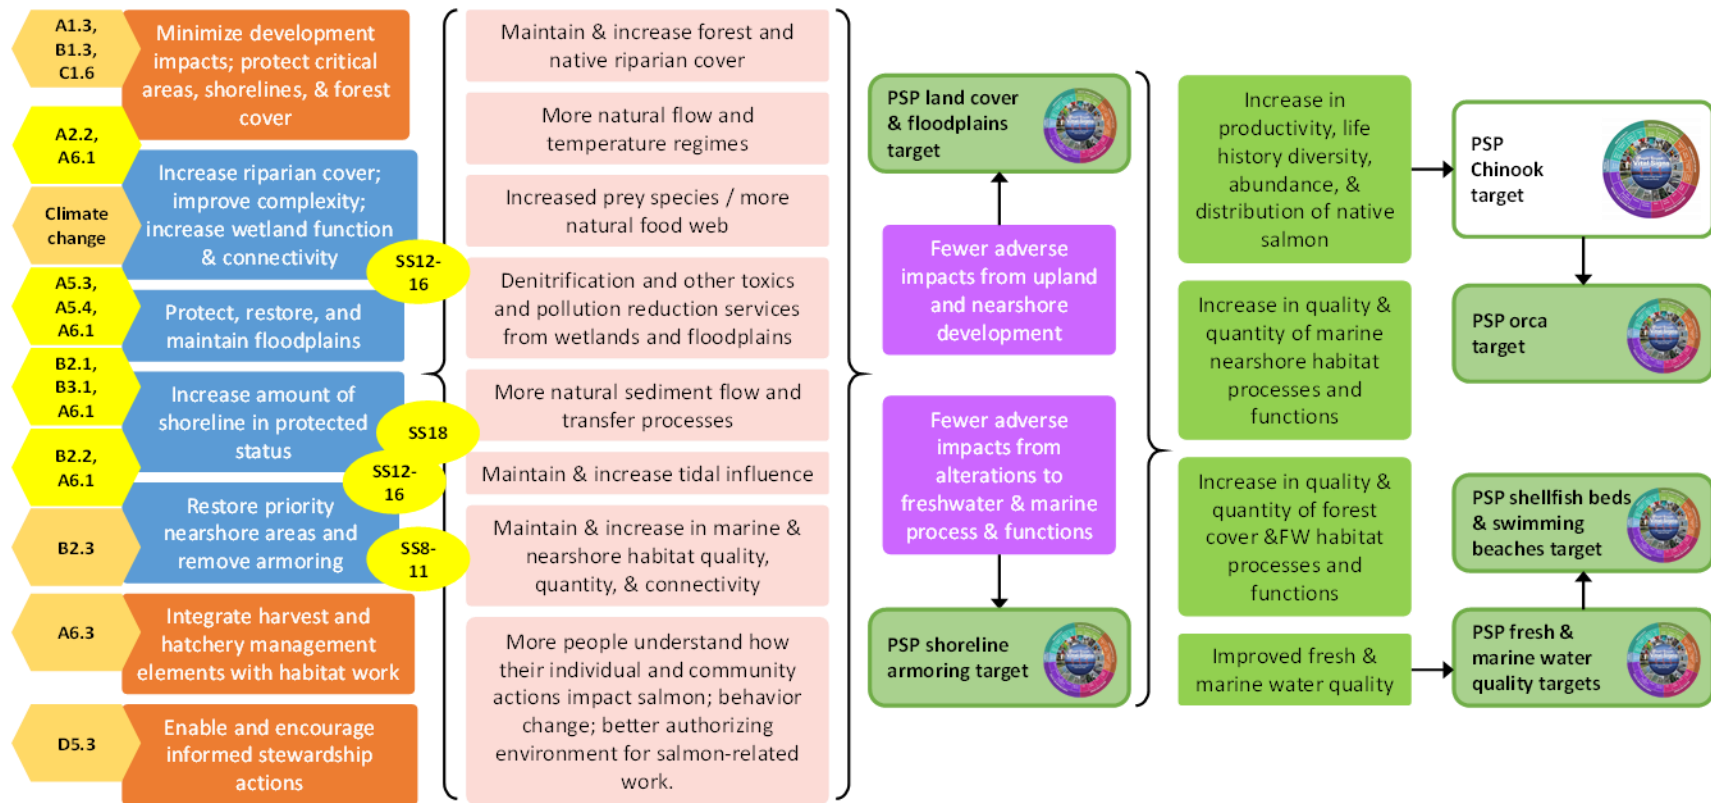 A1.3,
B1.3,
C1.6
Minimize development
impacts; protect critical
areas, shorelines, & forest
cover
A2.2,
A6.1
Increase riparian cover;
improve complexity;
increase wetland function
& connectivity
Climate
change
SS12-
16
A5.3,
A5.4,
A6.1
Protect, restore, and
maintain floodplains
B2.1,
B3.1,
A6.1
Increase amount of
shoreline in protected
status
SS18
B2.2,
A6.1
SS12-
16
Restore priority
nearshore areas and
remove armoring
B2.3
SS8-
11
A6.3
Integrate harvest and
hatchery management
elements with habitat work
D5.3
Enable and encourage
informed stewardship
actions
Maintain & increase forest and
native riparian cover
More natural flow and
temperature regimes
Increased prey species / more
natural food web
Denitrification and other toxics
and pollution reduction services
from wetlands and floodplains
More natural sediment flow and
transfer processes
Maintain & increase tidal influence
Maintain & increase in marine &
nearshore habitat quality,
quantity, & connectivity
More people understand how
their individual and community
actions impact salmon; behavior
change; better authorizing
environment for salmon-related
work.
PSP land cover
& floodplains
target
Fewer adverse
impacts from upland
and nearshore
development
Fewer adverse
impacts from
alterations to
freshwater & marine
process & functions
PSP shoreline
armoring target
Increase in
productivity, life
history diversity,
abundance, &
distribution of native
salmon
Increase in quality &
quantity of marine
nearshore habitat
processes and
functions
Increase in quality &
quantity of forest
cover &FW habitat
processes and
functions
Improved fresh &
marine water quality
PSP
Chinook
target
PSP orca
target
PSP shellfish beds
& swimming
beaches target
PSP fresh &
marine water
quality targets